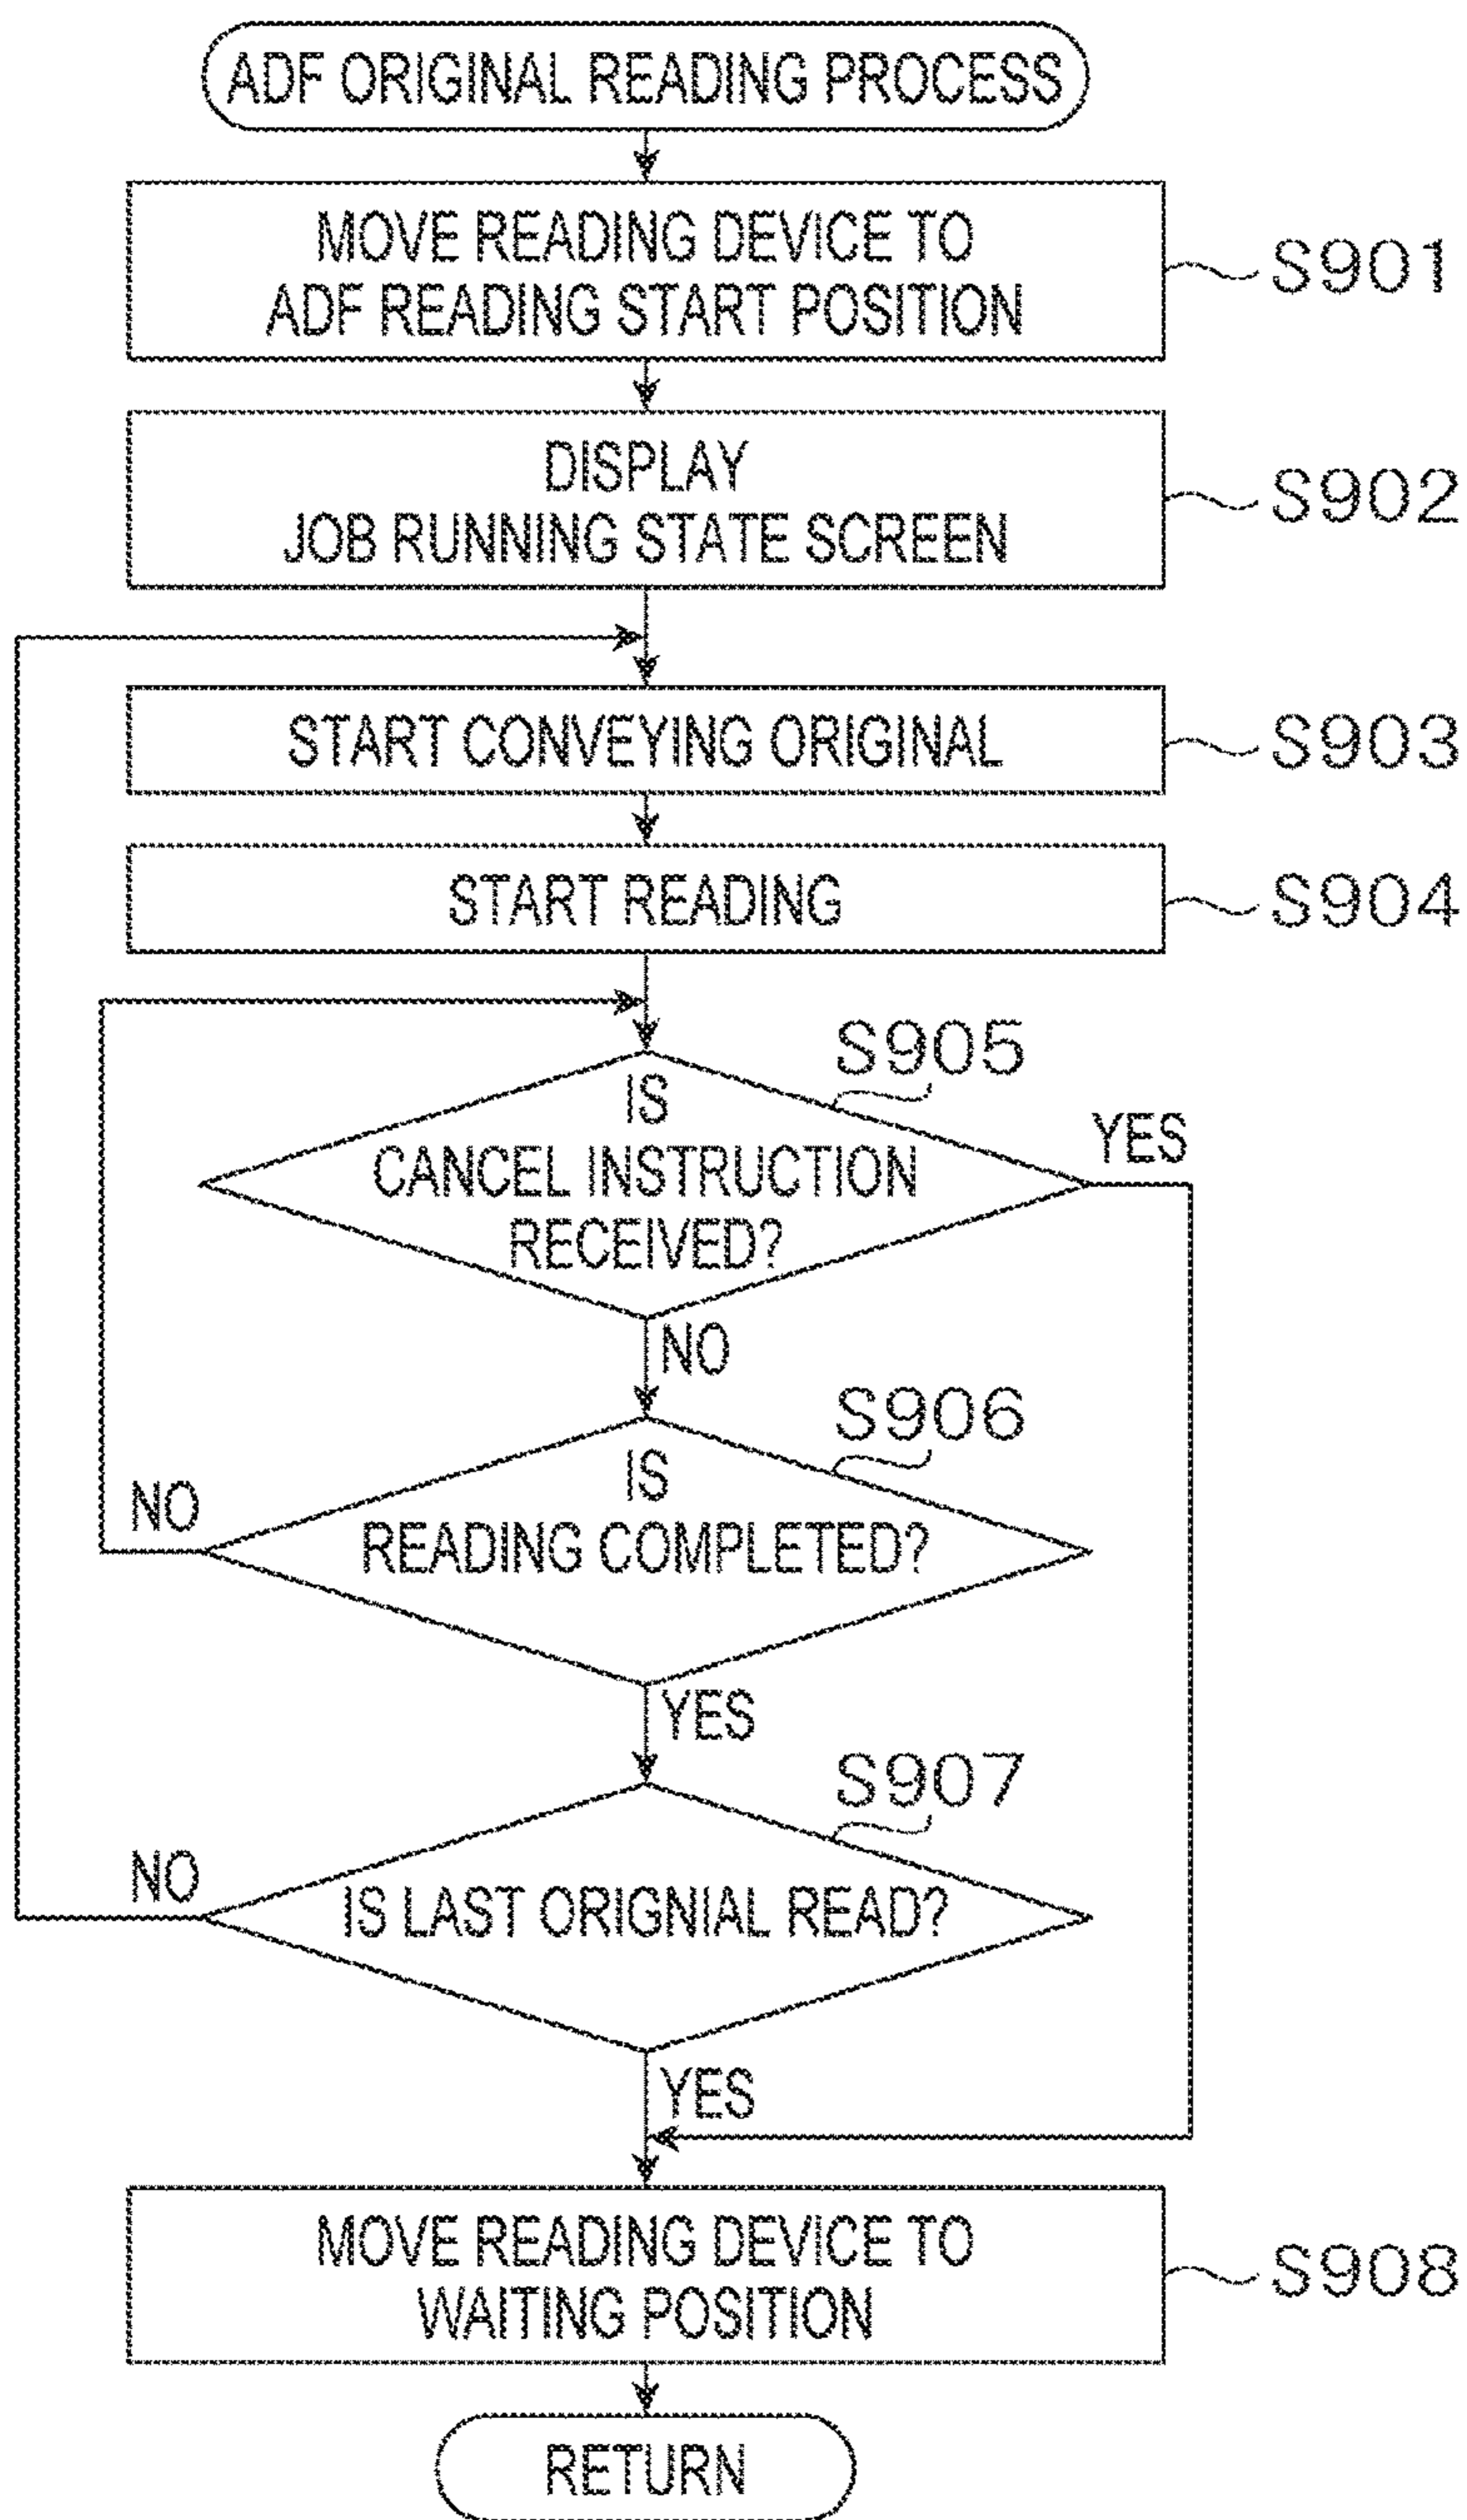 ADF ORIGINAL READING PROCESS
MOVE READING DEVICE TO
ADF READING START POSITION
S901
DISPLAY
JOB RUNNING STATE SCREEN
S902
START CONVEYING ORIGINAL
S903
START READING
S904
S905
IS
CANCEL INSTRUCTION
RECEIVED?
YES
NO
S906
IS
READING COMPLETED?
NO
YES
S907
IS LAST ORIGNIAL READ?
NO
YES
MOVE READING DEVICE TO
WAITING POSITION
S908
RETURN